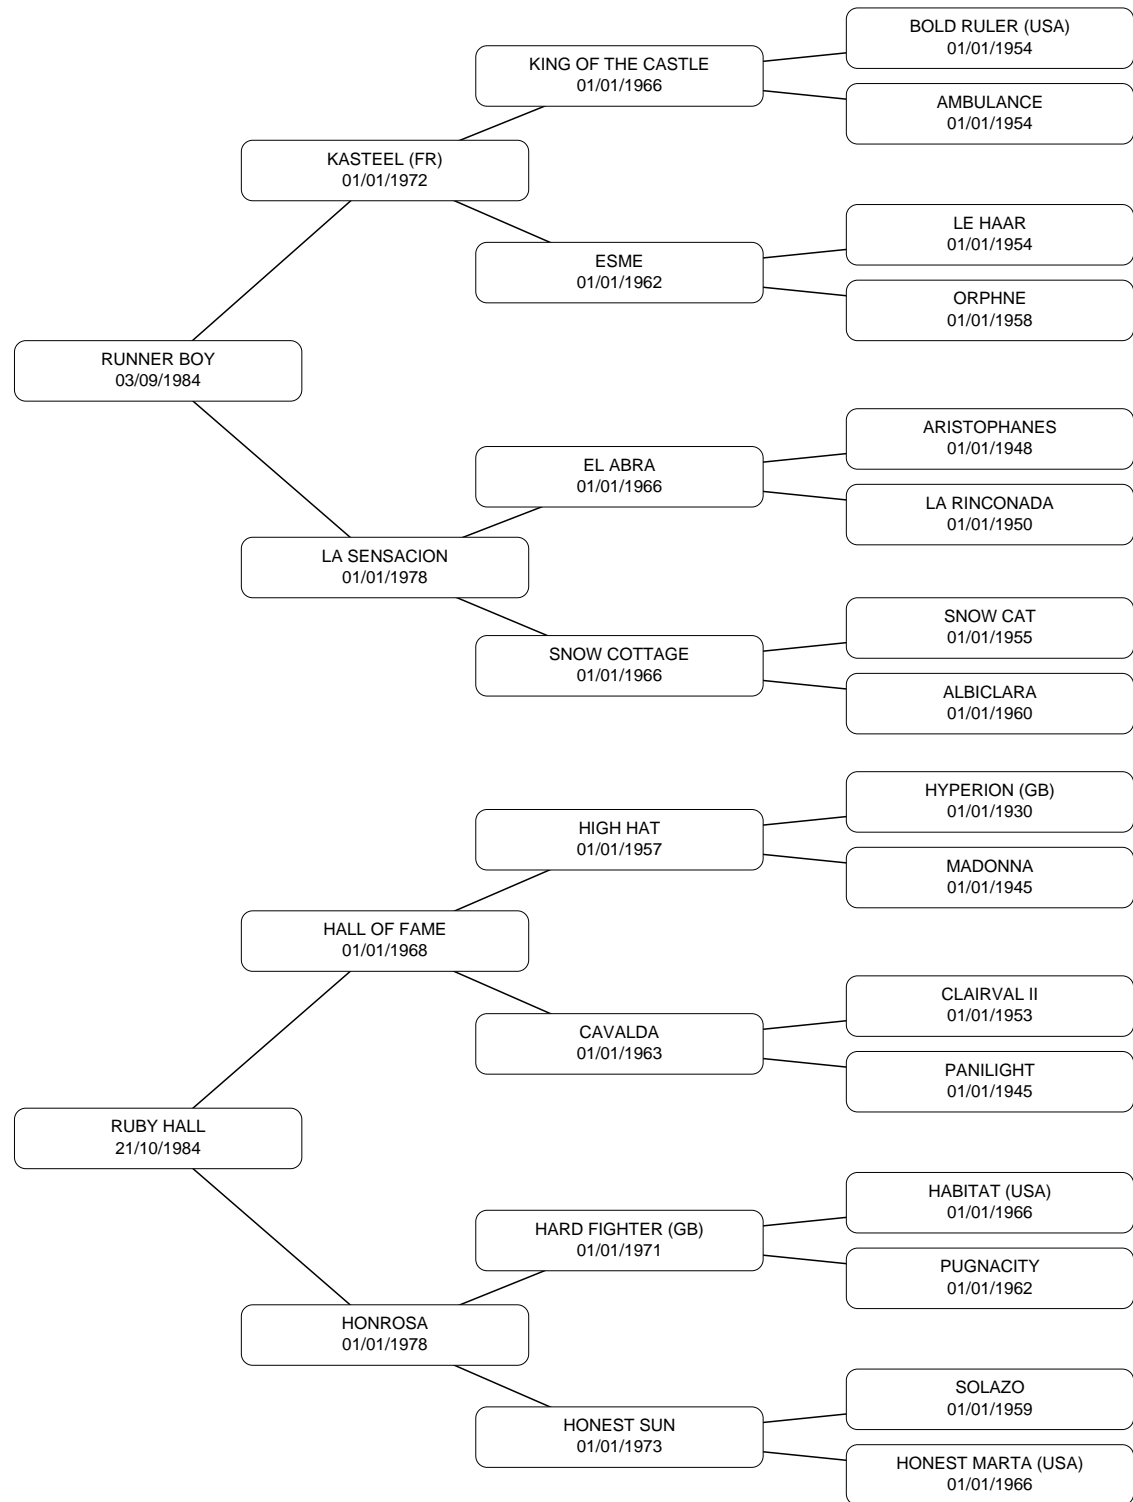 BOLD RULER (USA)
01/01/1954
KING OF THE CASTLE
01/01/1966
AMBULANCE
01/01/1954
KASTEEL (FR)
01/01/1972
LE HAAR
01/01/1954
ESME
01/01/1962
ORPHNE
01/01/1958
RUNNER BOY
03/09/1984
ARISTOPHANES
01/01/1948
EL ABRA
01/01/1966
LA RINCONADA
01/01/1950
LA SENSACION
01/01/1978
SNOW CAT
01/01/1955
SNOW COTTAGE
01/01/1966
ALBICLARA
01/01/1960
HYPERION (GB)
01/01/1930
HIGH HAT
01/01/1957
MADONNA
01/01/1945
HALL OF FAME
01/01/1968
CLAIRVAL II
01/01/1953
CAVALDA
01/01/1963
PANILIGHT
01/01/1945
RUBY HALL
21/10/1984
HABITAT (USA)
01/01/1966
HARD FIGHTER (GB)
01/01/1971
PUGNACITY
01/01/1962
HONROSA
01/01/1978
SOLAZO
01/01/1959
HONEST SUN
01/01/1973
HONEST MARTA (USA)
01/01/1966